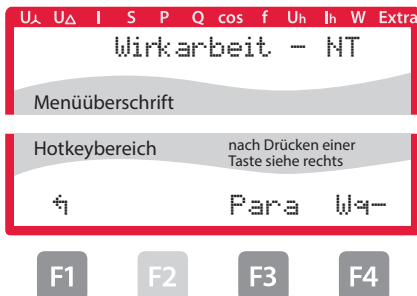 U⅄ U∆ I S P Q cos f Uh Ih W Extra
Wirkarbeit - NT
Menüüberschrift
Hotkeybereich
nach Drücken einer
Taste siehe rechts
↰ Para Wq-
F1 F2 F3 F4